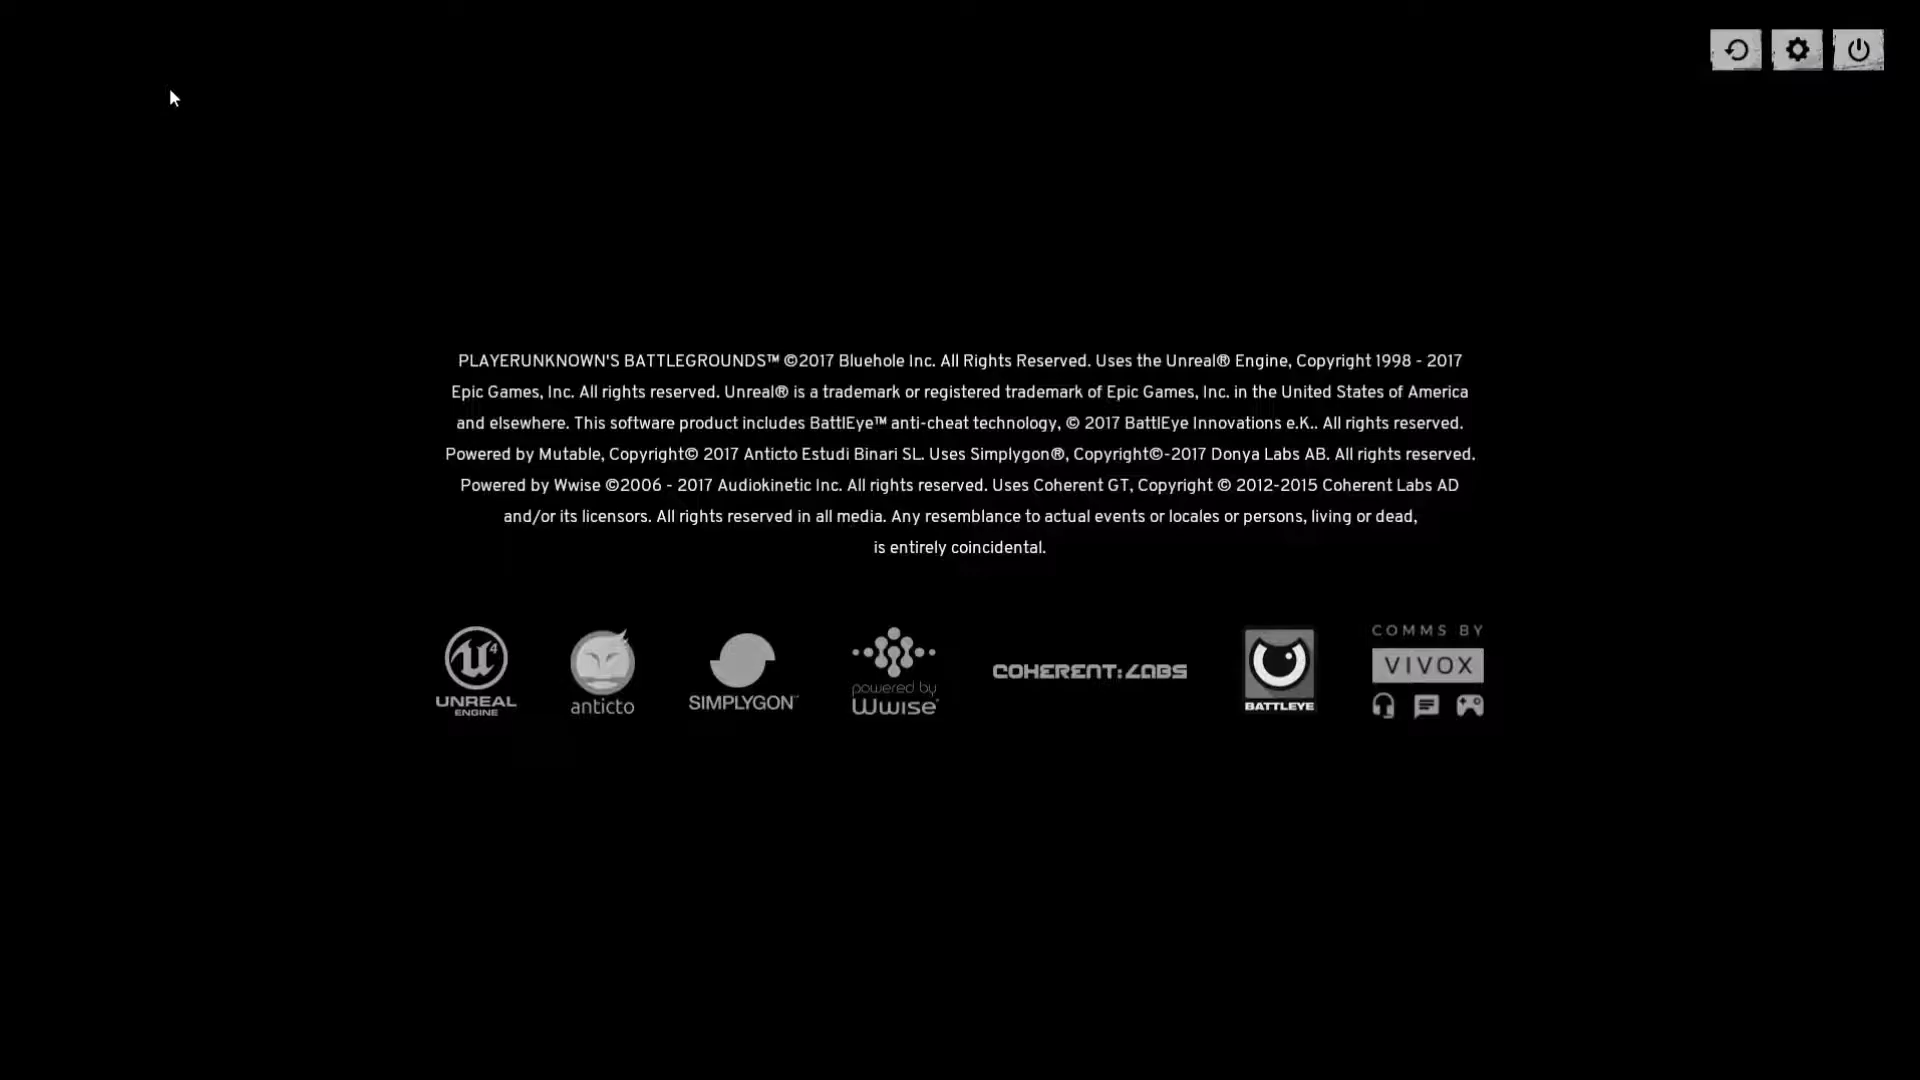 PLAYERUNKNOWN'S BATTLEGROUNDS™ ©2017 Bluehole Inc. All Rights Reserved. Uses the Unreal® Engine, Copyright 1998 - 2017
Epic Games, Inc. All rights reserved. Unreal® is a trademark or registered trademark of Epic Games, Inc. in the United States of America
and elsewhere. This software product includes BattlEye™ anti-cheat technology, © 2017 BattlEye Innovations e.K.. All rights reserved.
Powered by Mutable, Copyright© 2017 Anticto Estudi Binari SL. Uses Simplygon®, Copyright©-2017 Donya Labs AB. All rights reserved.
Powered by Wwise ©2006 - 2017 Audiokinetic Inc. All rights reserved. Uses Coherent GT, Copyright © 2012-2015 Coherent Labs AD
and/or its licensors. All rights reserved in all media. Any resemblance to actual events or locales or persons, living or dead,
is entirely coincidental.
U4
UNREAL
ENGINE
anticto
SIMPLYGON™
powered by
Wwise®
COHERENT:LABS
BATTLEYE
COMMS BY
VIVOX